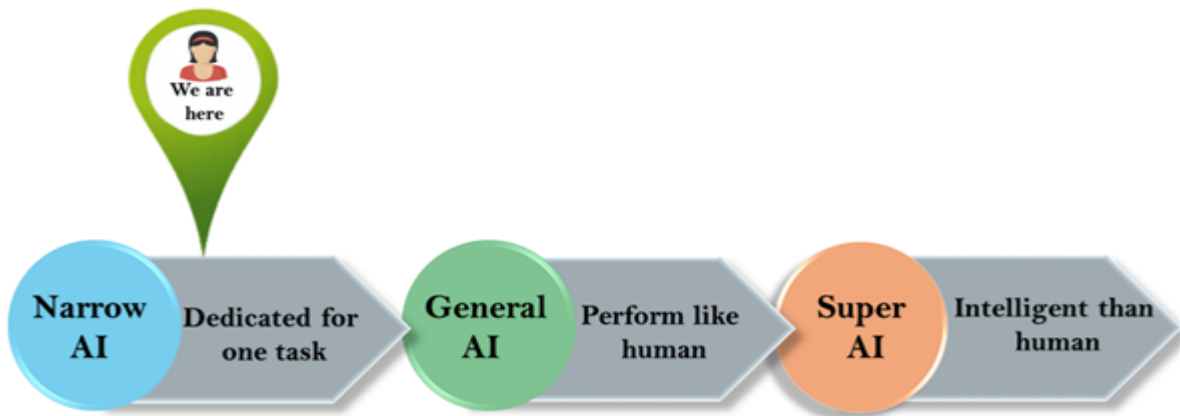 We are
here
Narrow
AI
Dedicated for
one task
General
AI
Perform like
human
Super
AI
Intelligent than
human